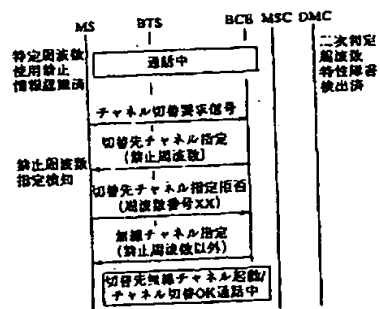 MS BTS BCE MSC DMC
特定周波数
使用禁止
情報認識済
通話中
二次判定
周波数
特性障害
検出済
チャネル切替要求信号
切替先チャネル指定
(禁止周波数)
禁止周波数
指定検知
切替先チャネル指定拒否
(周波数番号XX)
無線チャネル指定
(禁止周波数以外)
切替先無線チャネル起動/
チャネル切替OK通話中